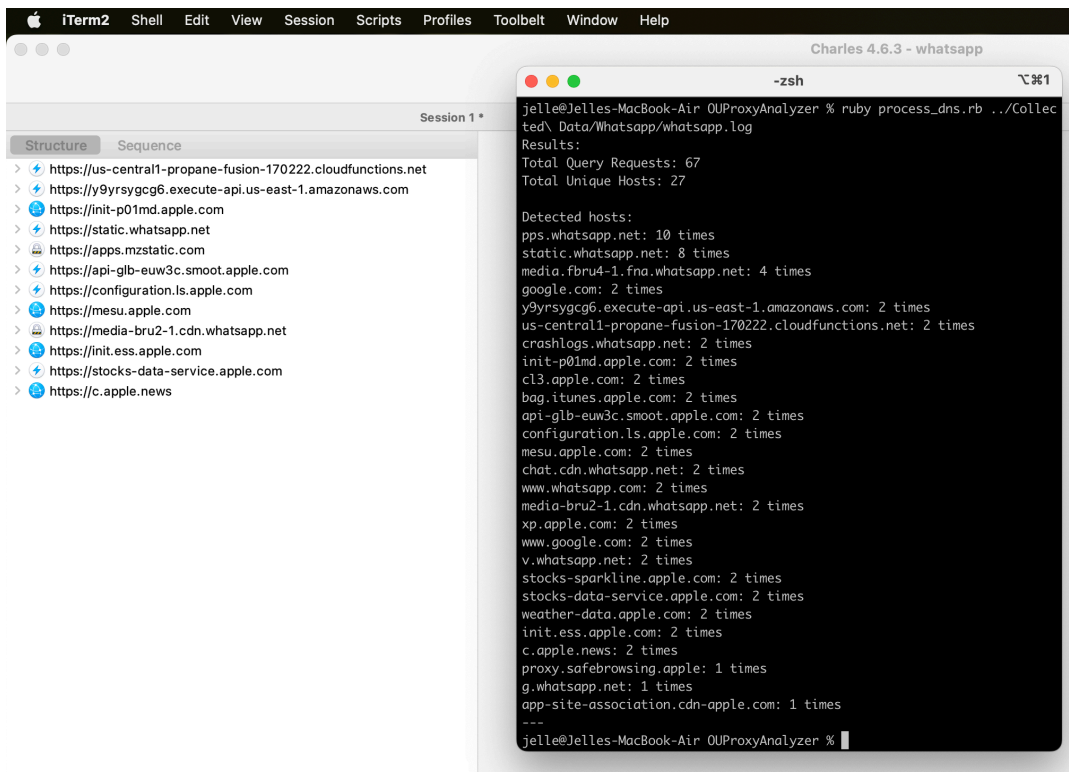 iTerm2 Shell Edit View Session Scripts Profiles Toolbelt Window Help
Charles 4.6.3 - whatsapp
Session 1 *
Structure Sequence
https://us-central1-propane-fusion-170222.cloudfunctions.net
https://y9yrsygcg6.execute-api.us-east-1.amazonaws.com
https://init-p01md.apple.com
https://static.whatsapp.net
https://apps.mzstatic.com
https://api-glb-euw3c.smoot.apple.com
https://configuration.ls.apple.com
https://mesu.apple.com
https://media-bru2-1.cdn.whatsapp.net
https://init.ess.apple.com
https://stocks-data-service.apple.com
https://c.apple.news
-zsh ⌥⌘1
jelle@Jelles-MacBook-Air OUProxyAnalyzer % ruby process_dns.rb ../Collec
ted\ Data/Whatsapp/whatsapp.log
Results:
Total Query Requests: 67
Total Unique Hosts: 27
Detected hosts:
pps.whatsapp.net: 10 times
static.whatsapp.net: 8 times
media.fbru4-1.fna.whatsapp.net: 4 times
google.com: 2 times
y9yrsygcg6.execute-api.us-east-1.amazonaws.com: 2 times
us-central1-propane-fusion-170222.cloudfunctions.net: 2 times
crashlogs.whatsapp.net: 2 times
init-p01md.apple.com: 2 times
cl3.apple.com: 2 times
bag.itunes.apple.com: 2 times
api-glb-euw3c.smoot.apple.com: 2 times
configuration.ls.apple.com: 2 times
mesu.apple.com: 2 times
chat.cdn.whatsapp.net: 2 times
www.whatsapp.com: 2 times
media-bru2-1.cdn.whatsapp.net: 2 times
xp.apple.com: 2 times
www.google.com: 2 times
v.whatsapp.net: 2 times
stocks-sparkline.apple.com: 2 times
stocks-data-service.apple.com: 2 times
weather-data.apple.com: 2 times
init.ess.apple.com: 2 times
c.apple.news: 2 times
proxy.safebrowsing.apple: 1 times
g.whatsapp.net: 1 times
app-site-association.cdn-apple.com: 1 times
---
jelle@Jelles-MacBook-Air OUProxyAnalyzer %